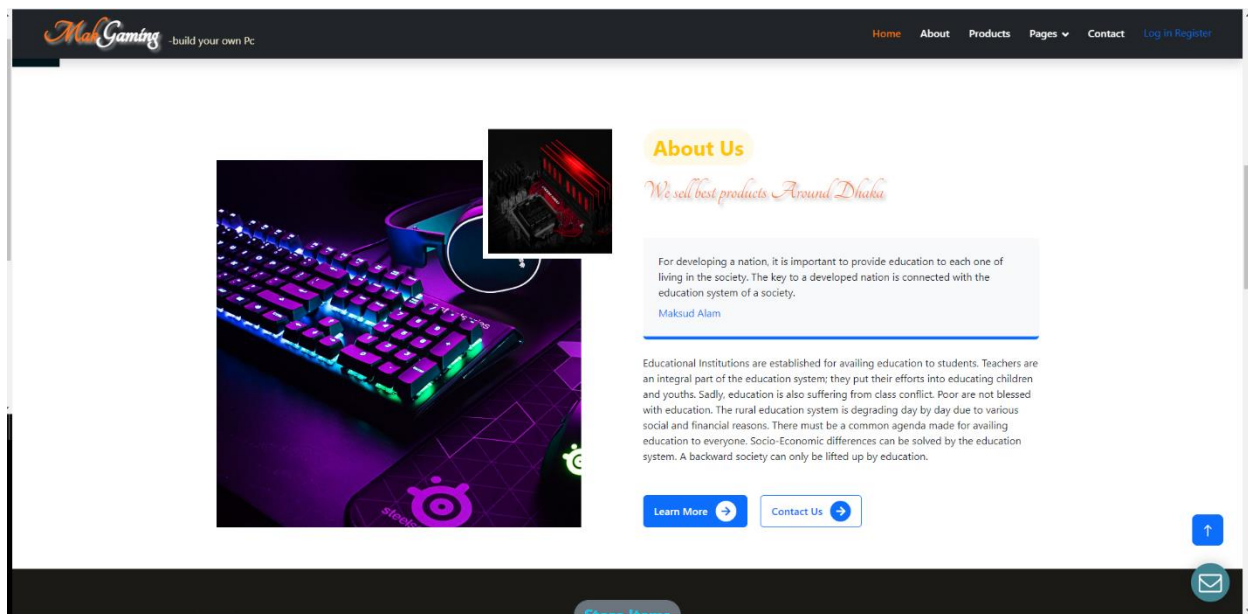 MakGaming -build your own Pc
Home About Products Pages Contact Log in Register
About Us
We sell best products Around Dhaka
For developing a nation, it is important to provide education to each one of
living in the society. The key to a developed nation is connected with the
education system of a society.
Maksud Alam
Educational Institutions are established for availing education to students. Teachers are
an integral part of the education system; they put their efforts into educating children
and youths. Sadly, education is also suffering from class conflict. Poor are not blessed
with education. The rural education system is degrading day by day due to various
social and financial reasons. There must be a common agenda made for availing
education to everyone. Socio-Economic differences can be solved by the education
system. A backward society can only be lifted up by education.
Learn More Contact Us